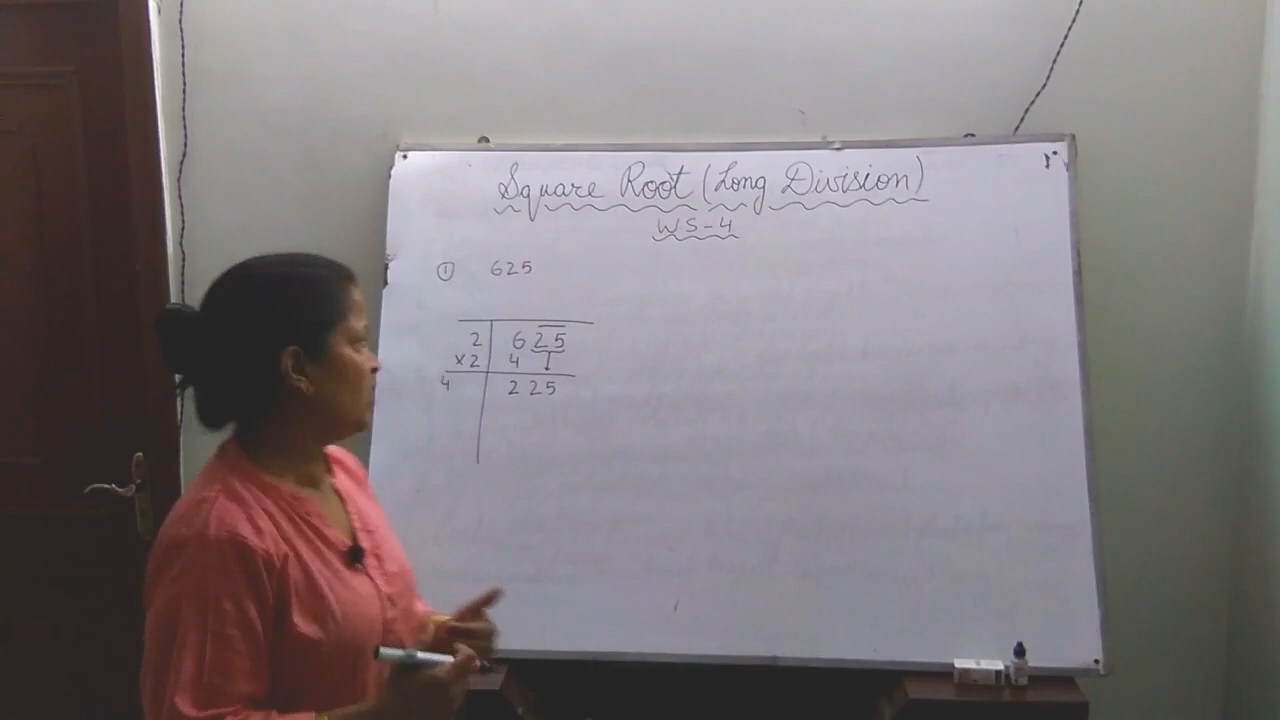 Square Root (Long Division)
WS-4
① 625
2 6 25
×2 4
4 2 25